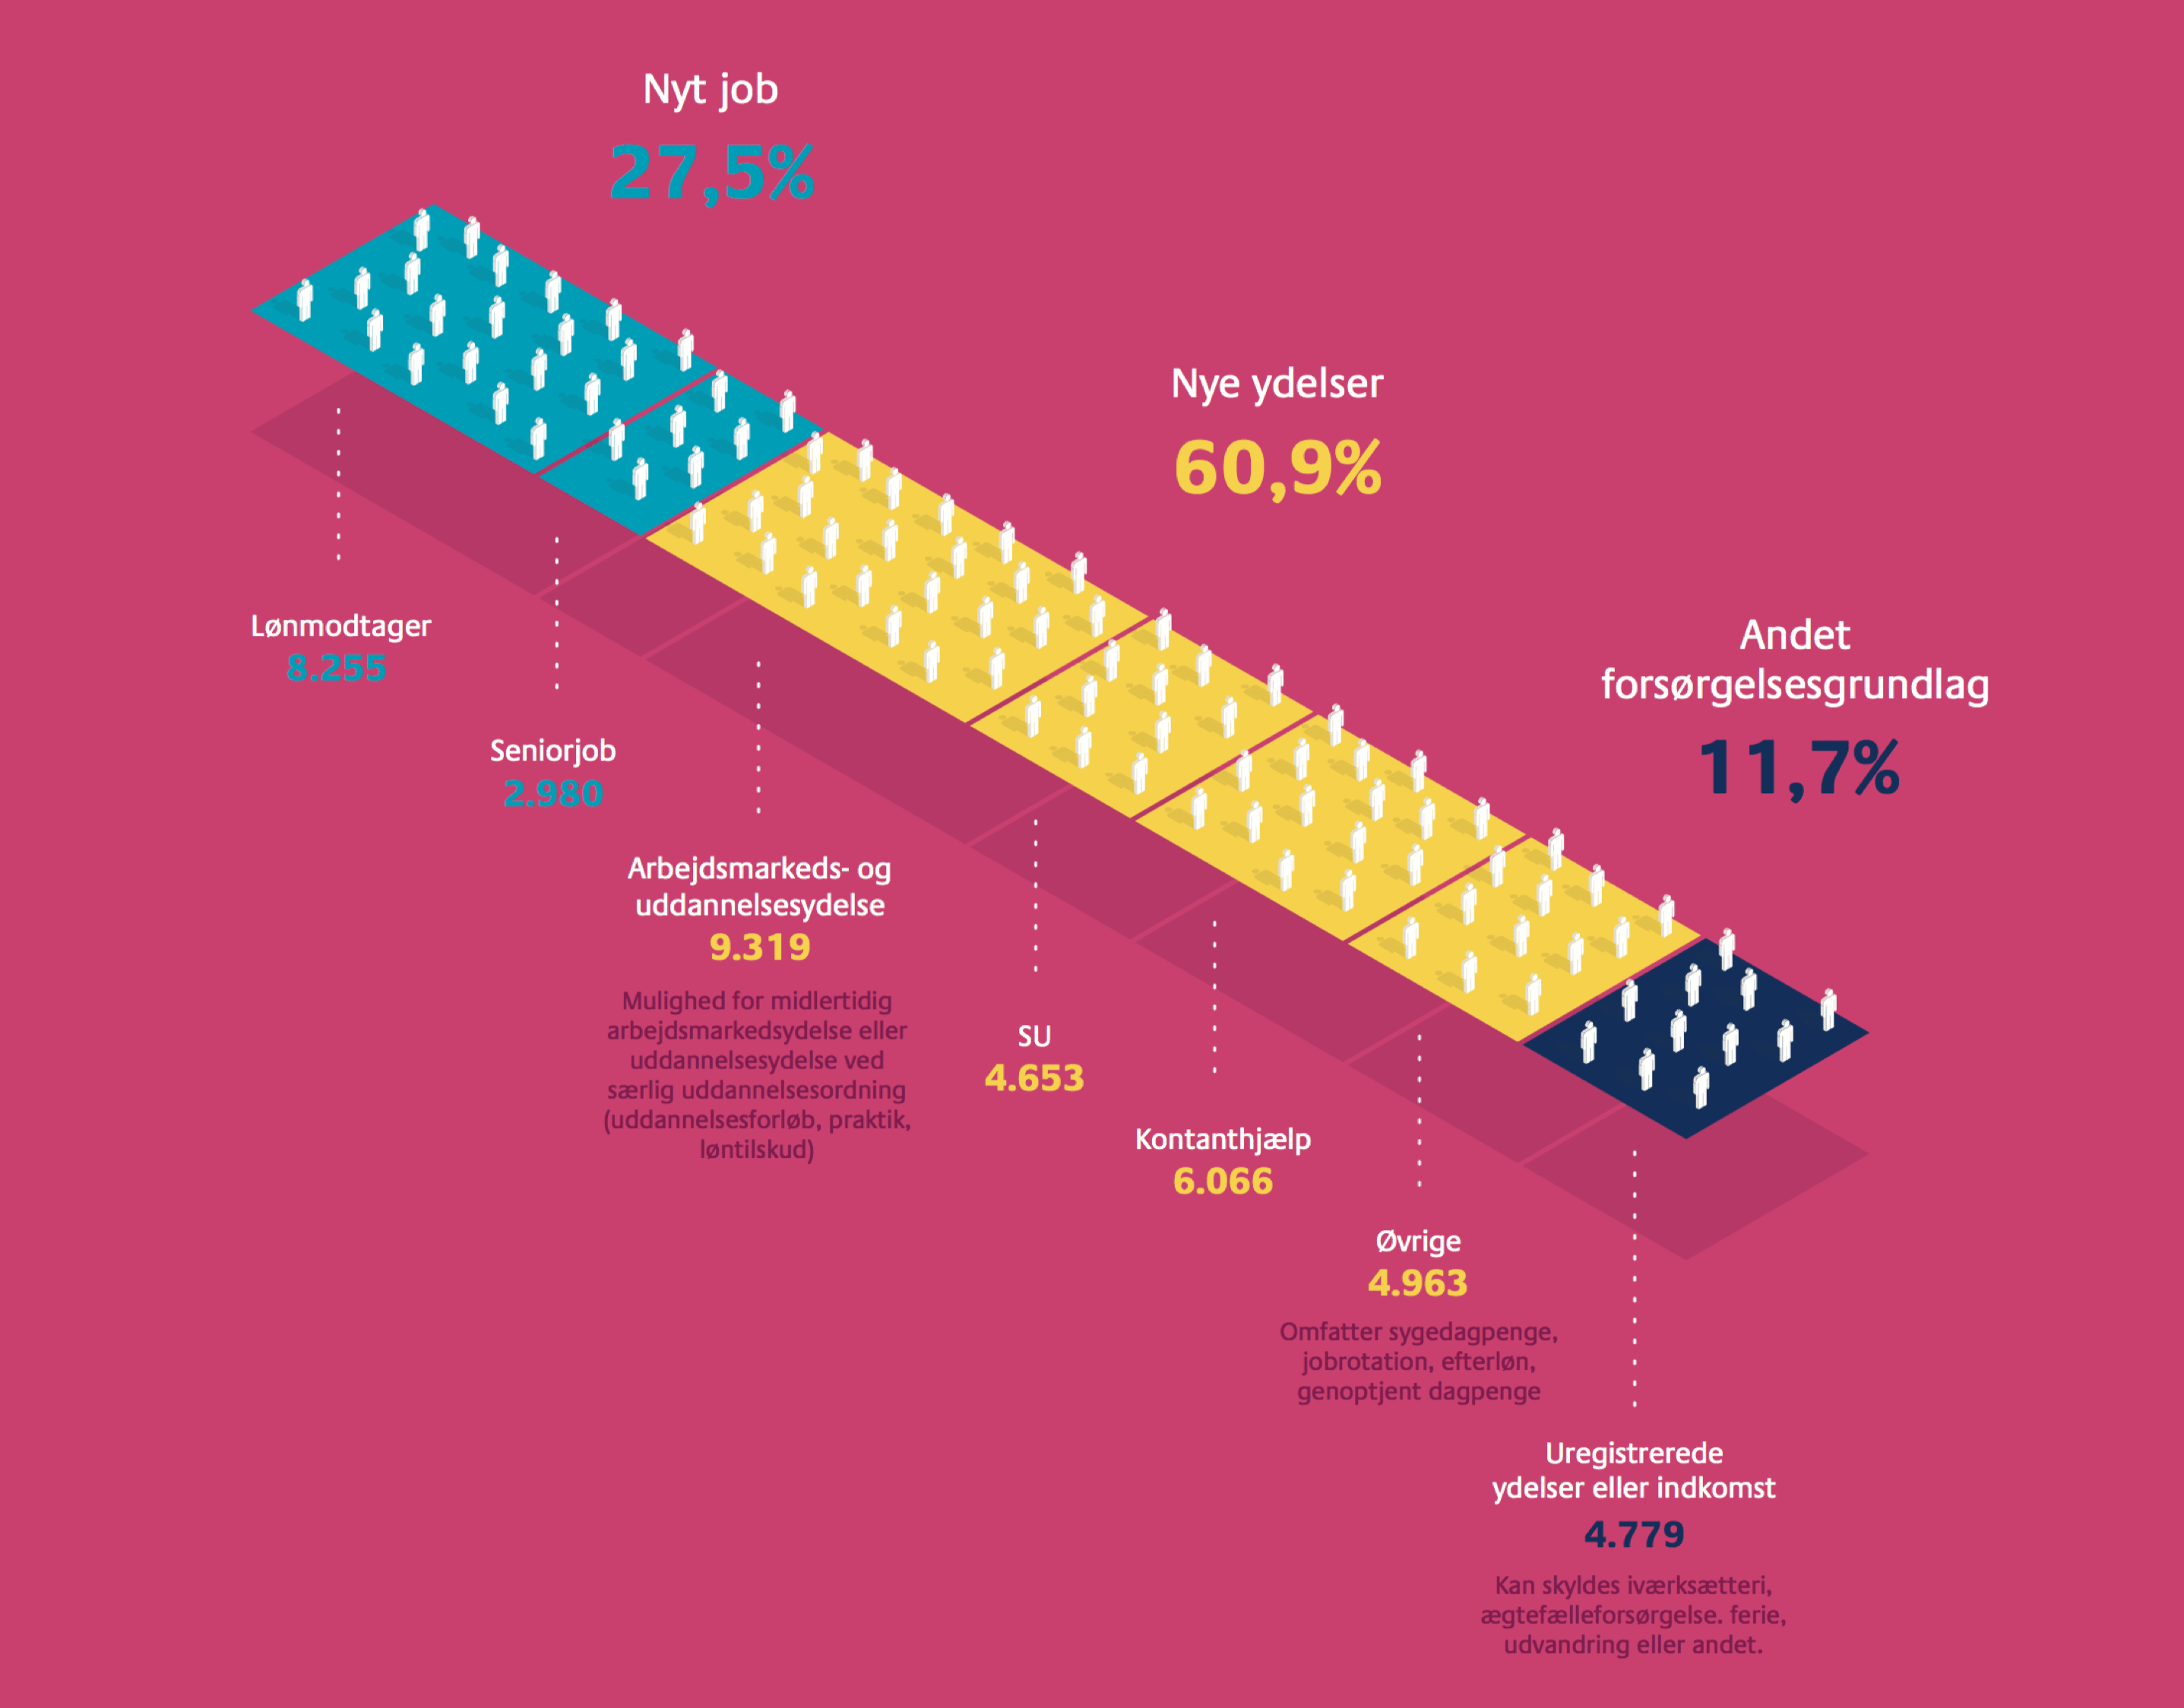 Nyt job
27,5%
Nye ydelser
60,9%
Andet
forsørgelsesgrundlag
11,7%
Lønmodtager
8.255
Seniorjob
2.980
Arbejdsmarkeds- og
uddannelsesydelse
9.319
Mulighed for midlertidig
arbejdsmarkedsydelse eller
uddannelsesydelse ved
særlig uddannelsesordning
(uddannelsesforløb, praktik,
løntilskud)
SU
4.653
Kontanthjælp
6.066
Øvrige
4.963
Omfatter sygedagpenge,
jobrotation, efterløn,
genoptjent dagpenge
Uregistrerede
ydelser eller indkomst
4.779
Kan skyldes iværksætteri,
ægtefælleforsørgelse. ferie,
udvandring eller andet.